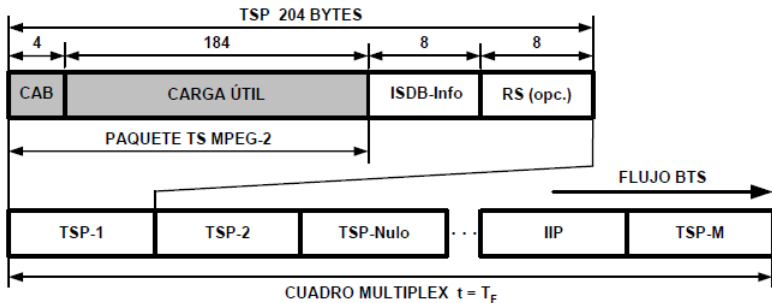 TSP 204 BYTES
4 184 8 8
CAB CARGA ÚTIL ISDB-Info RS (opc.)
PAQUETE TS MPEG-2
FLUJO BTS
TSP-1 TSP-2 TSP-Nulo ... IIP TSP-M
CUADRO MULTIPLEX t = TF